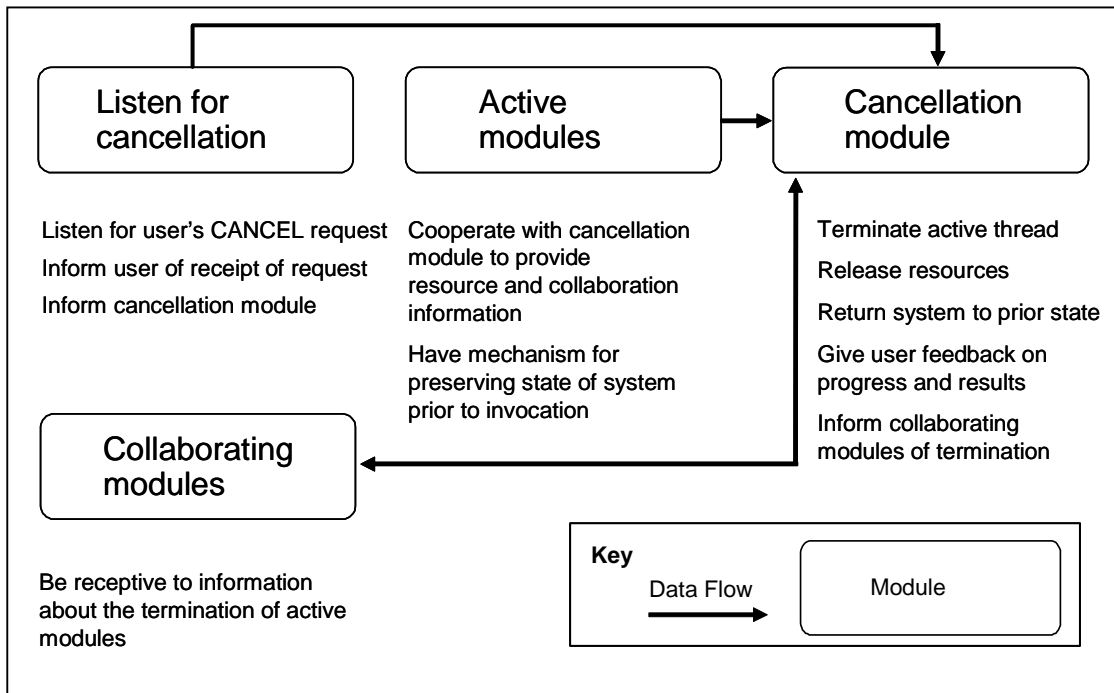 Listen for
cancellation
Active
modules
Cancellation
module
Listen for user's CANCEL request
Inform user of receipt of request
Inform cancellation module
Cooperate with cancellation
module to provide
resource and collaboration
information
Have mechanism for
preserving state of system
prior to invocation
Terminate active thread
Release resources
Return system to prior state
Give user feedback on
progress and results
Inform collaborating
modules of termination
Collaborating
modules
Be receptive to information
about the termination of active
modules
Key
Data Flow
Module